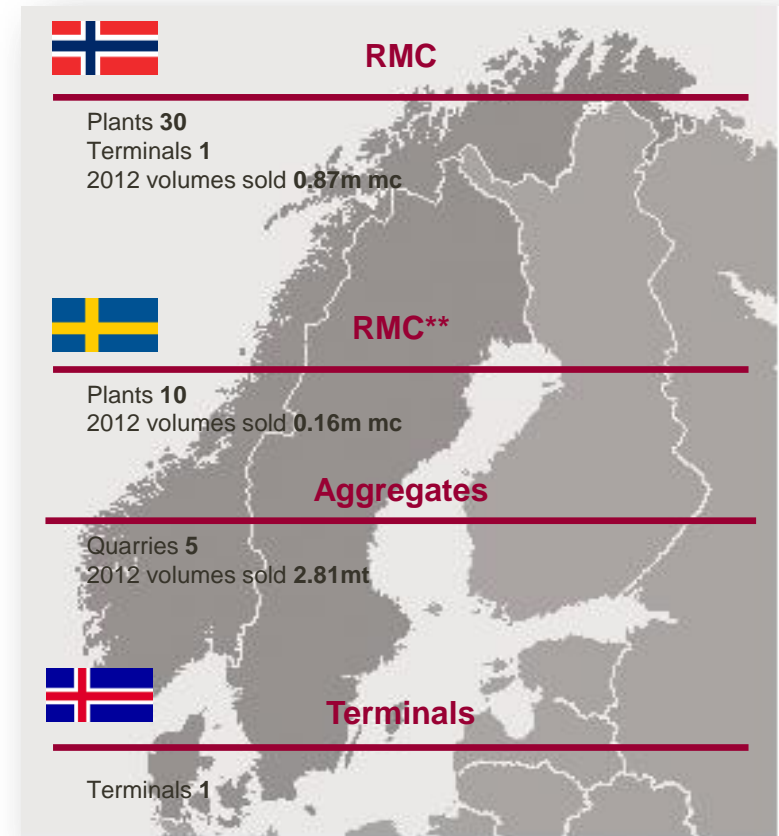 RMC
Plants 30
Terminals 1
2012 volumes sold 0.87m mc
RMC**
Plants 10
2012 volumes sold 0.16m mc
Aggregates
Quarries 5
2012 volumes sold 2.81mt
Terminals
Terminals 1